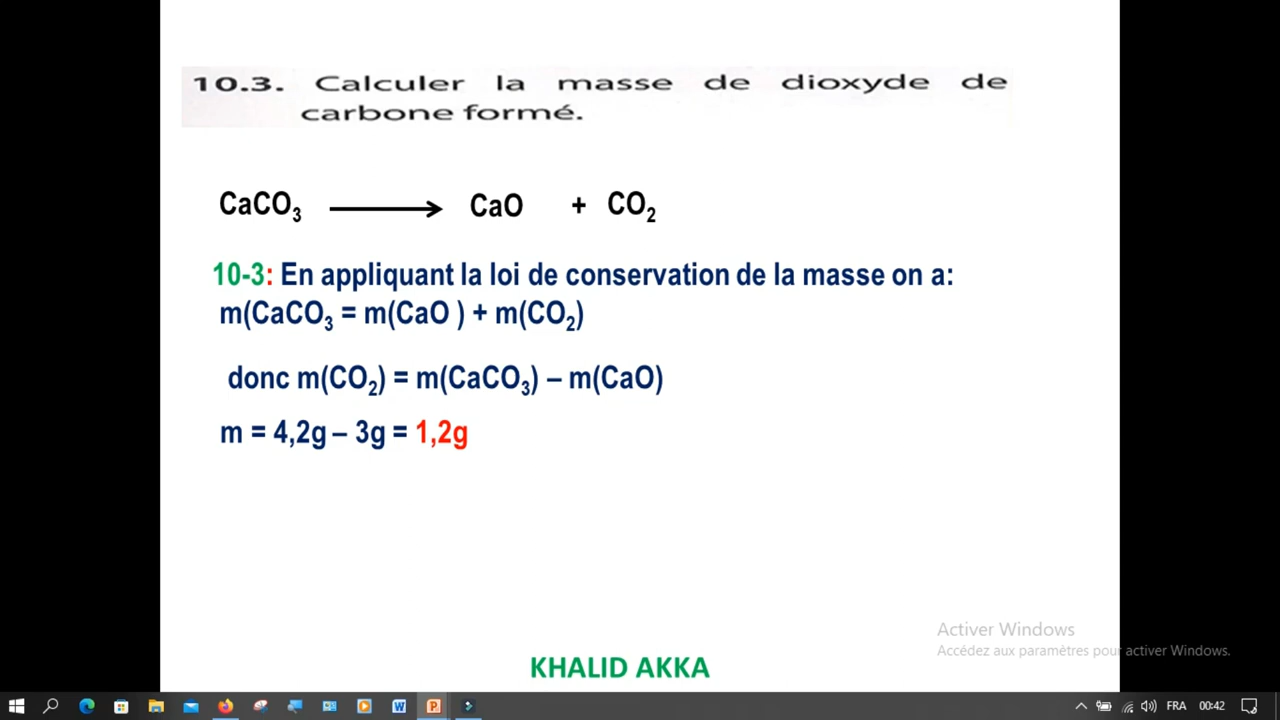 10.3. Calculer la masse de dioxyde de
carbone formé.
CaCO₃ ⟶ CaO + CO₂
10-3: En appliquant la loi de conservation de la masse on a:
m(CaCO₃ = m(CaO ) + m(CO₂)
donc m(CO₂) = m(CaCO₃) – m(CaO)
m = 4,2g – 3g = 1,2g
Activer Windows
Accédez aux paramètres pour activer Windows.
KHALID AKKA
FRA 00:42